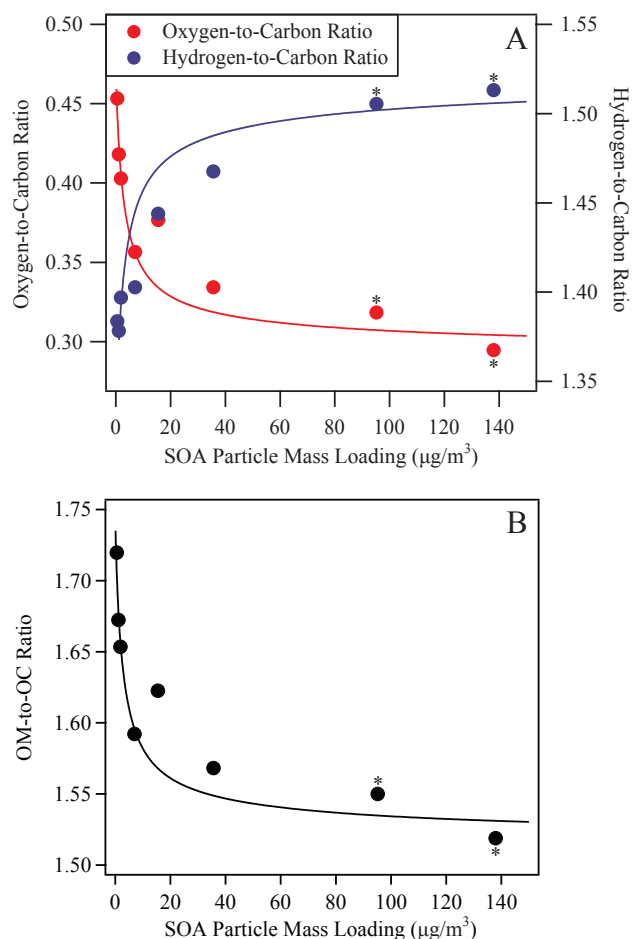 Oxygen-to-Carbon Ratio
Hydrogen-to-Carbon Ratio
A
0.50
0.45
0.40
0.35
0.30
Oxygen-to-Carbon Ratio
1.55
1.50
1.45
1.40
1.35
Hydrogen-to-Carbon Ratio
*
*
*
*
0 20 40 60 80 100 120 140
SOA Particle Mass Loading (µg/m³)
B
1.75
1.70
1.65
1.60
1.55
1.50
OM-to-OC Ratio
*
*
0 20 40 60 80 100 120 140
SOA Particle Mass Loading (µg/m³)